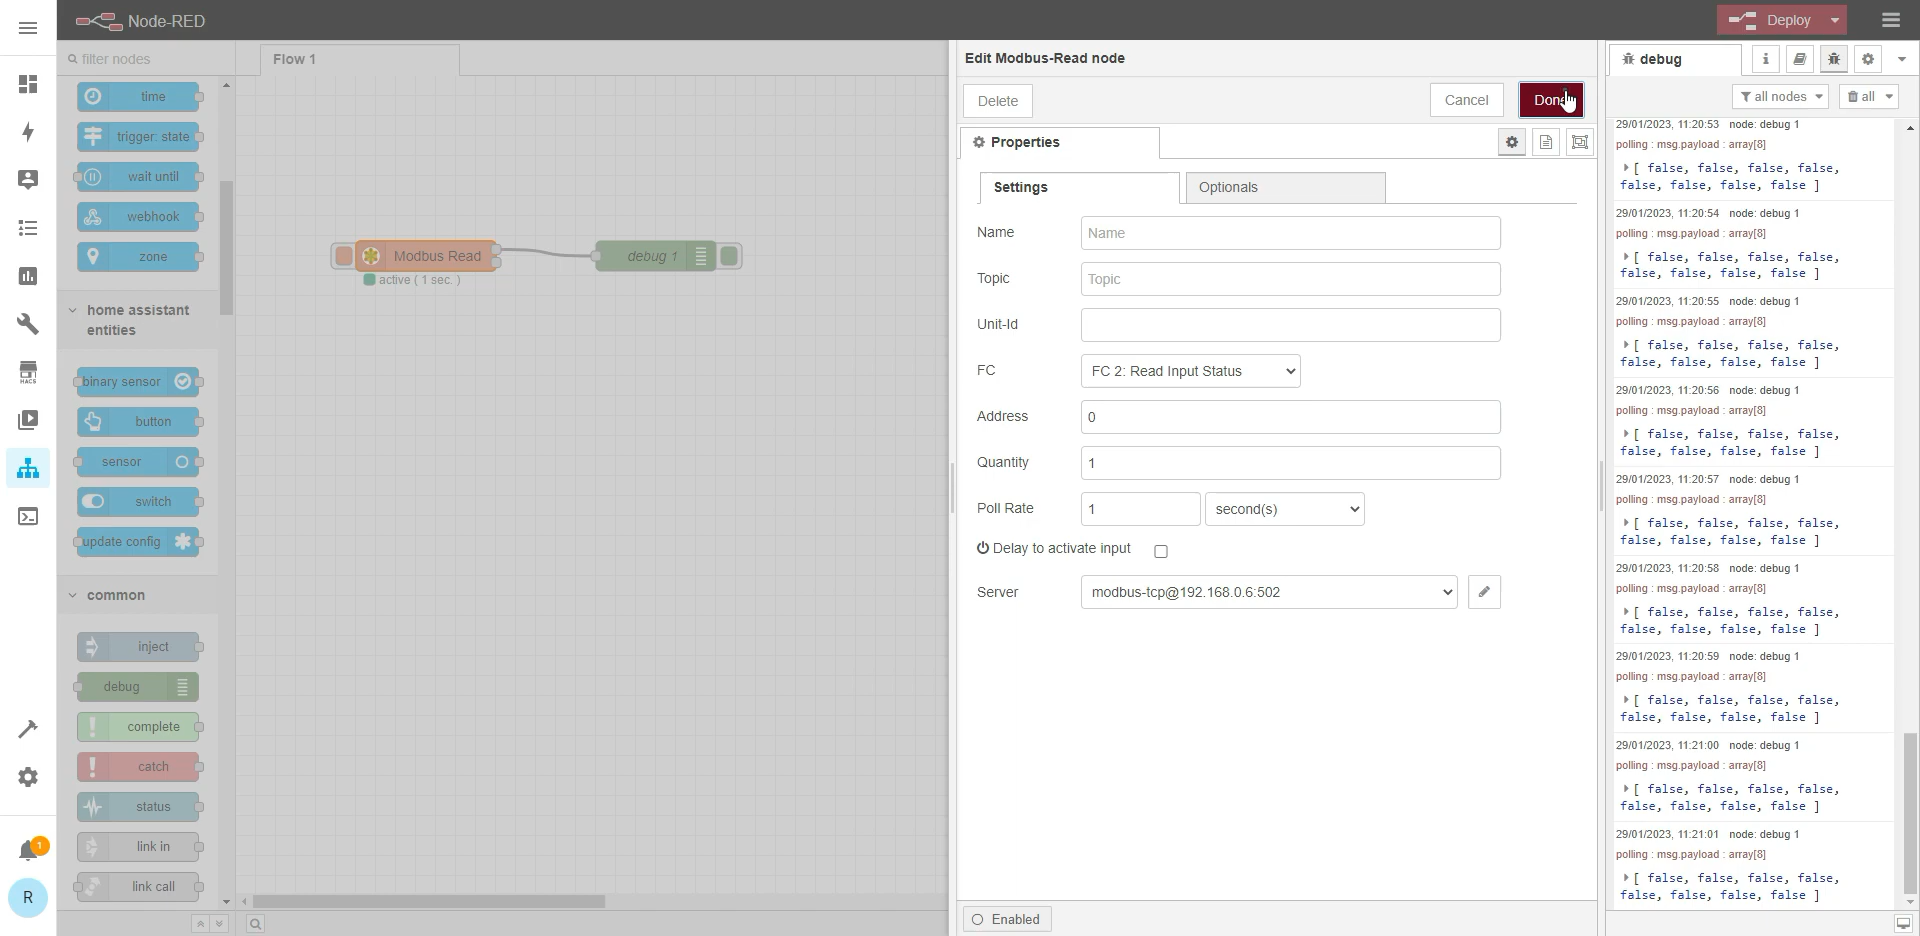 Node-RED
Deploy
filter nodes
time
trigger: state
wait until
webhook
zone
home assistant
entities
binary sensor
button
sensor
switch
update config
common
inject
debug
complete
catch
status
link in
link call
HACS
1
R
Flow 1
Modbus Read
active ( 1 sec. )
debug 1
Edit Modbus-Read node
Delete
Cancel
Done
Properties
Settings
Optionals
Name
Name
Topic
Topic
Unit-Id
FC
FC 2: Read Input Status
Address
0
Quantity
1
Poll Rate
1
second(s)
Delay to activate input
Server
modbus-tcp@192.168.0.6:502
Enabled
debug
i
all nodes
all
29/01/2023, 11:20:53 node: debug 1
polling : msg.payload : array[8]
[ false, false, false, false,
false, false, false, false ]
29/01/2023, 11:20:54 node: debug 1
polling : msg.payload : array[8]
[ false, false, false, false,
false, false, false, false ]
29/01/2023, 11:20:55 node: debug 1
polling : msg.payload : array[8]
[ false, false, false, false,
false, false, false, false ]
29/01/2023, 11:20:56 node: debug 1
polling : msg.payload : array[8]
[ false, false, false, false,
false, false, false, false ]
29/01/2023, 11:20:57 node: debug 1
polling : msg.payload : array[8]
[ false, false, false, false,
false, false, false, false ]
29/01/2023, 11:20:58 node: debug 1
polling : msg.payload : array[8]
[ false, false, false, false,
false, false, false, false ]
29/01/2023, 11:20:59 node: debug 1
polling : msg.payload : array[8]
[ false, false, false, false,
false, false, false, false ]
29/01/2023, 11:21:00 node: debug 1
polling : msg.payload : array[8]
[ false, false, false, false,
false, false, false, false ]
29/01/2023, 11:21:01 node: debug 1
polling : msg.payload : array[8]
[ false, false, false, false,
false, false, false, false ]